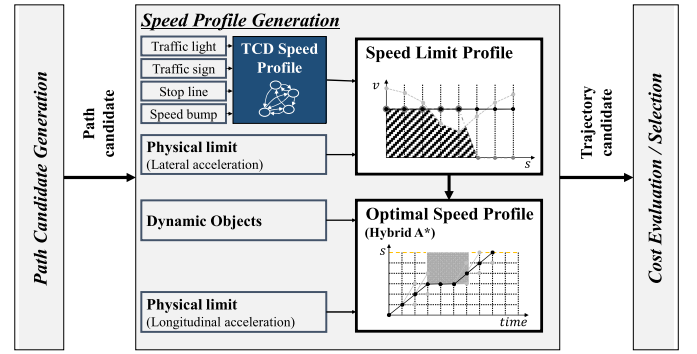 Path Candidate Generation
Path
candidate
Speed Profile Generation
Traffic light
Traffic sign
Stop line
Speed bump
TCD Speed
Profile
Physical limit
(Lateral acceleration)
Dynamic Objects
Physical limit
(Longitudinal acceleration)
Speed Limit Profile
v
s
Optimal Speed Profile
(Hybrid A*)
s
time
Trajectory
candidate
Cost Evaluation / Selection